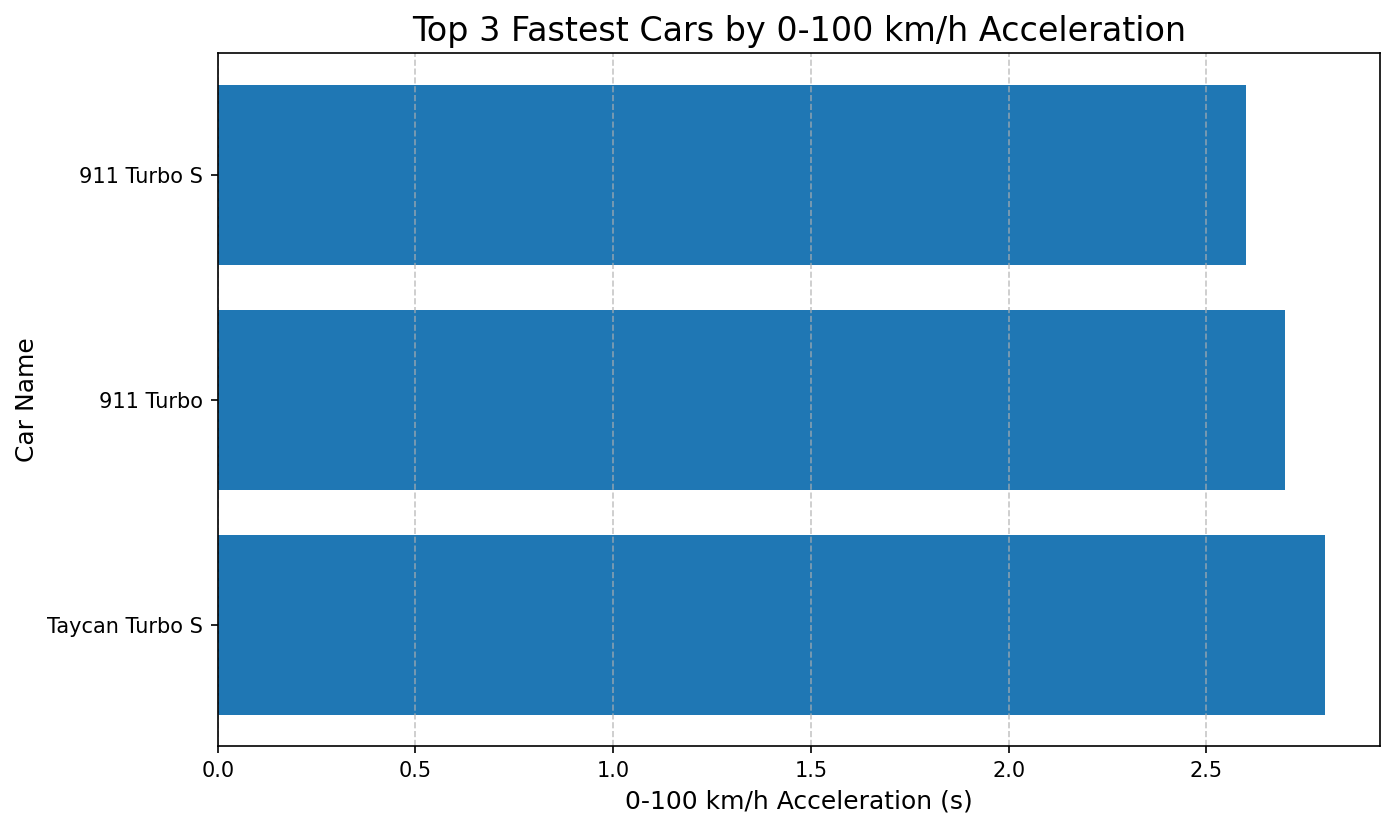 Top 3 Fastest Cars by 0-100 km/h Acceleration
911 Turbo S
911 Turbo
Taycan Turbo S
Car Name
0.0 0.5 1.0 1.5 2.0 2.5
0-100 km/h Acceleration (s)